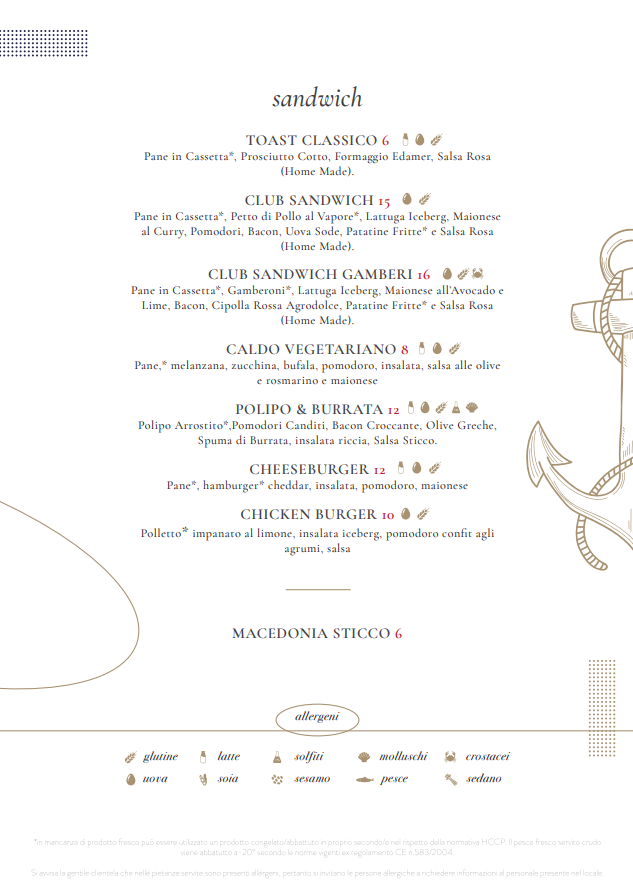 sandwich
TOAST CLASSICO 6
Pane in Cassetta*, Prosciutto Cotto, Formaggio Edamer, Salsa Rosa
(Home Made).
CLUB SANDWICH 15
Pane in Cassetta*, Petto di Pollo al Vapore*, Lattuga Iceberg, Maionese
al Curry, Pomodori, Bacon, Uova Sode, Patatine Fritte* e Salsa Rosa
(Home Made).
CLUB SANDWICH GAMBERI 16
Pane in Cassetta*, Gamberoni*, Lattuga Iceberg, Maionese all'Avocado e
Lime, Bacon, Cipolla Rossa Agrodolce, Patatine Fritte* e Salsa Rosa
(Home Made).
CALDO VEGETARIANO 8
Pane,* melanzana, zucchina, bufala, pomodoro, insalata, salsa alle olive
e rosmarino e maionese
POLIPO & BURRATA 12
Polipo Arrostito*,Pomodori Canditi, Bacon Croccante, Olive Greche,
Spuma di Burrata, insalata riccia, Salsa Sticco.
CHEESEBURGER 12
Pane*, hamburger* cheddar, insalata, pomodoro, maionese
CHICKEN BURGER 10
Polletto* impanato al limone, insalata iceberg, pomodoro confit agli
agrumi, salsa
MACEDONIA STICCO 6
allergeni
glutine latte solfiti molluschi crostacei
uova soia sesamo pesce sedano
*in mancanza di prodotto fresco può essere utilizzato un prodotto congelato/abbattuto in proprio secondo/e nel rispetto della normativa HCCP. Il pesce fresco servito crudo
viene abbattuto a -20° secondo le norme vigenti ex regolamento CE n.583/2004.
Si avvisa la gentile clientela che nelle pietanze servite sono presenti allergeni, pertanto si invitano le persone allergiche a richiedere informazioni al personale presente nel locale.